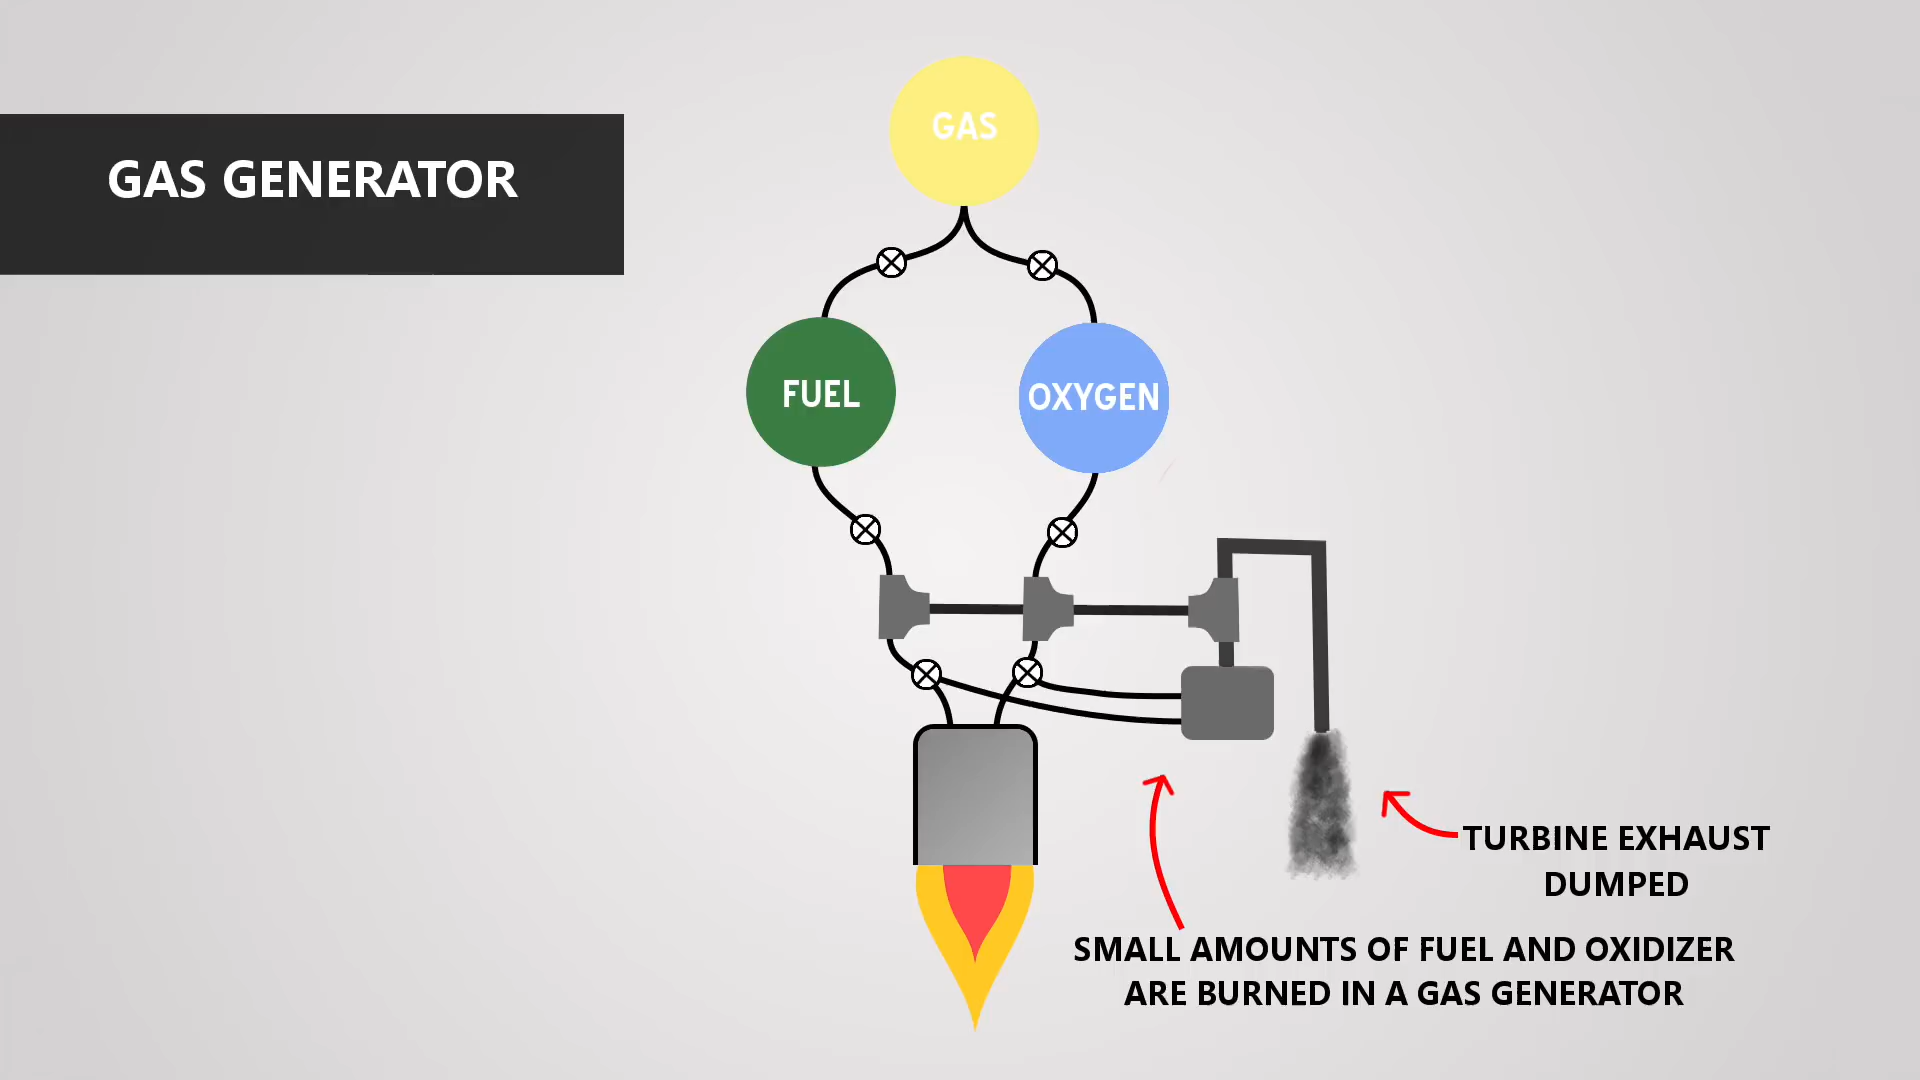 GAS GENERATOR
GAS
FUEL
OXYGEN
TURBINE EXHAUST
DUMPED
SMALL AMOUNTS OF FUEL AND OXIDIZER
ARE BURNED IN A GAS GENERATOR